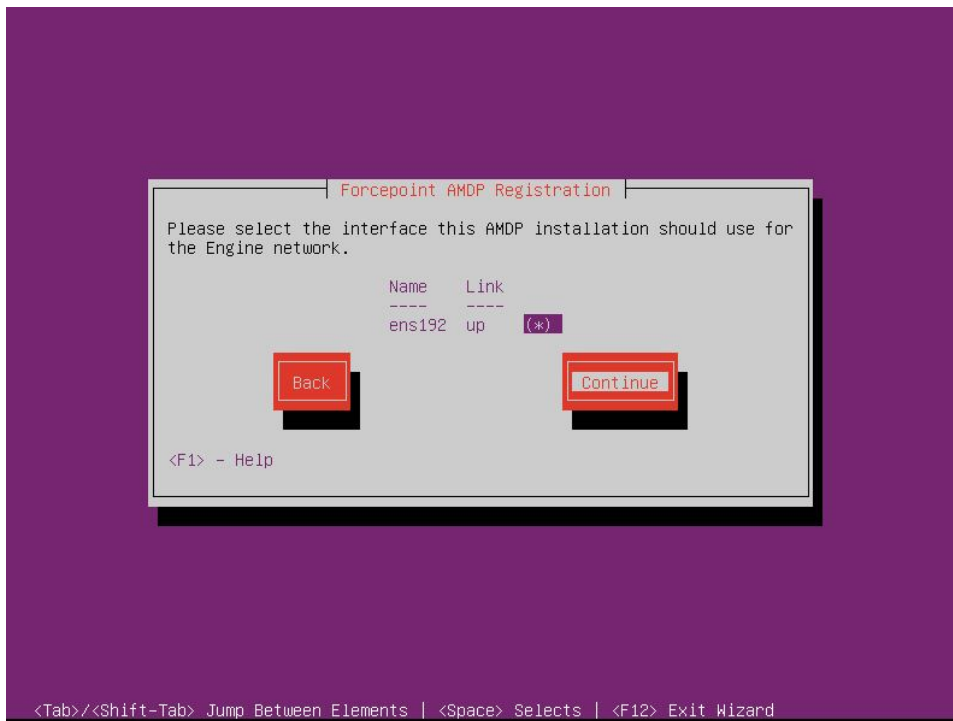 Forcepoint AMDP Registration
Please select the interface this AMDP installation should use for
the Engine network.
Name Link
---- ----
ens192 up (*)
Back Continue
<F1> - Help
<Tab>/<Shift-Tab> Jump Between Elements | <Space> Selects | <F12> Exit Wizard